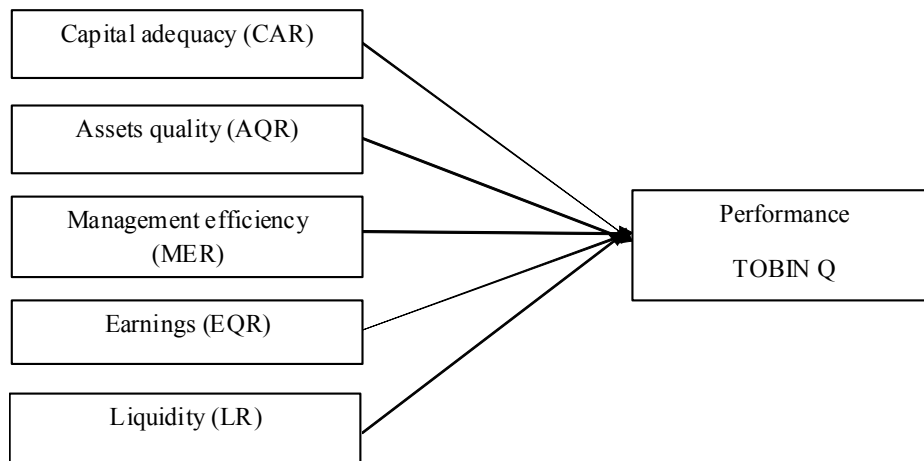 Capital adequacy (CAR)
Assets quality (AQR)
Management efficiency
(MER)
Earnings (EQR)
Liquidity (LR)
Performance
TOBIN Q